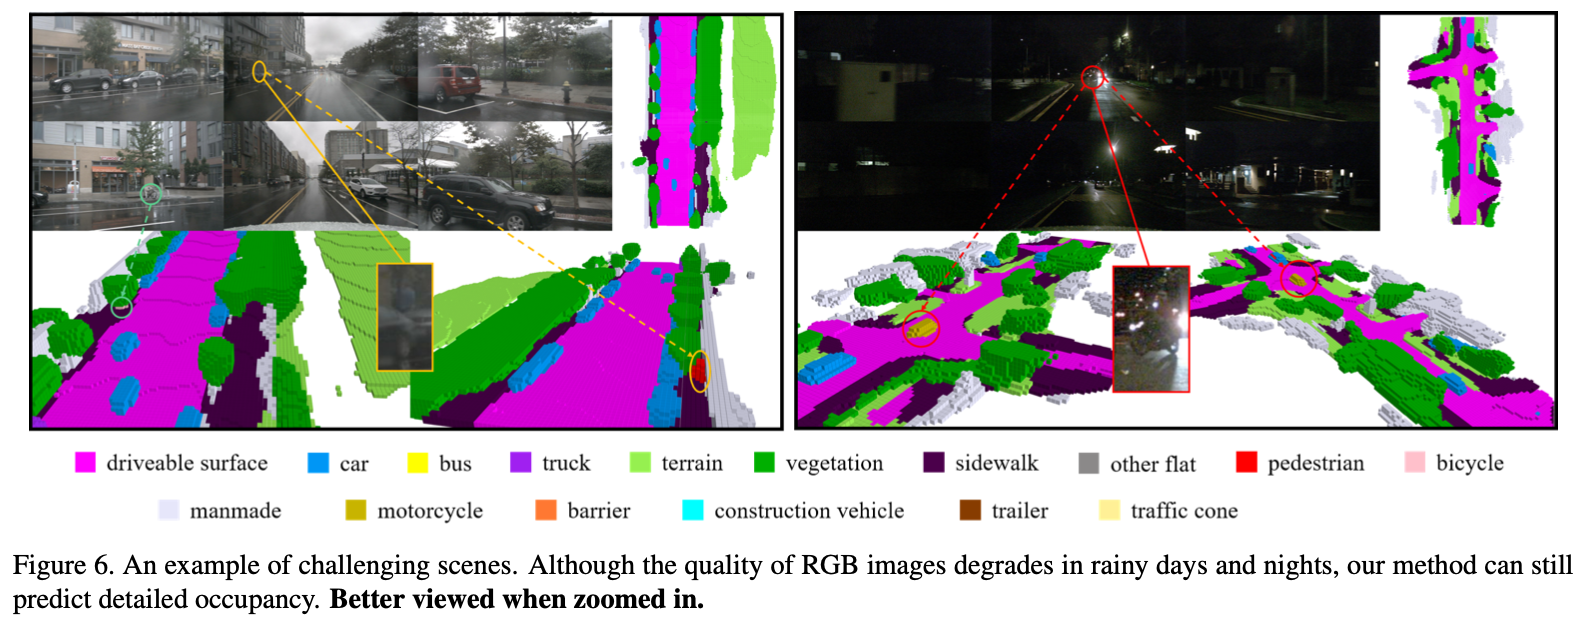 driveable surface car bus truck terrain vegetation sidewalk other flat pedestrian bicycle
manmade motorcycle barrier construction vehicle trailer traffic cone
Figure 6. An example of challenging scenes. Although the quality of RGB images degrades in rainy days and nights, our method can still
predict detailed occupancy. Better viewed when zoomed in.